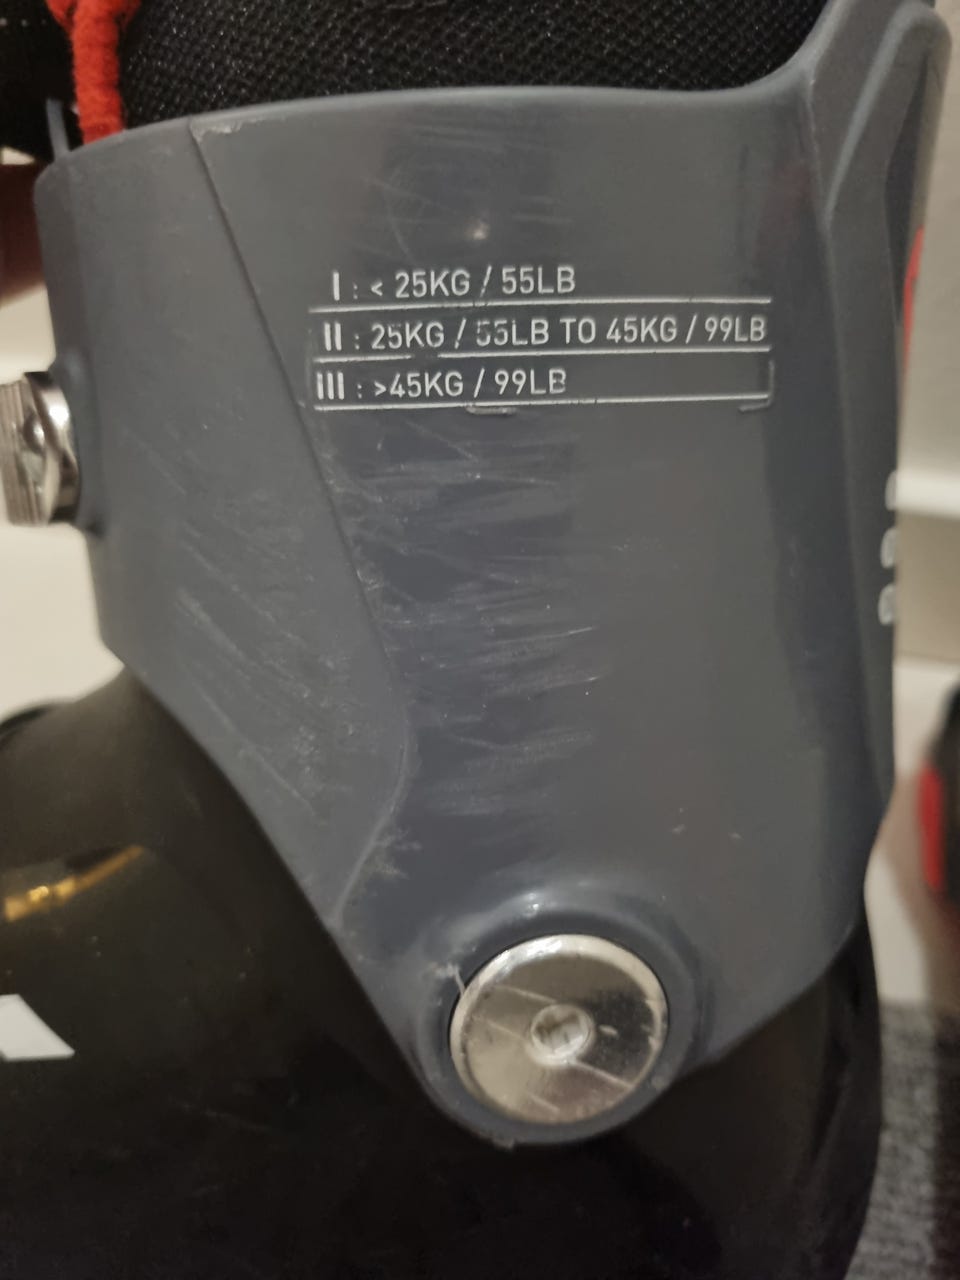 I : < 25KG / 55LB
II : 25KG / 55LB TO 45KG / 99LB
III : >45KG / 99LB